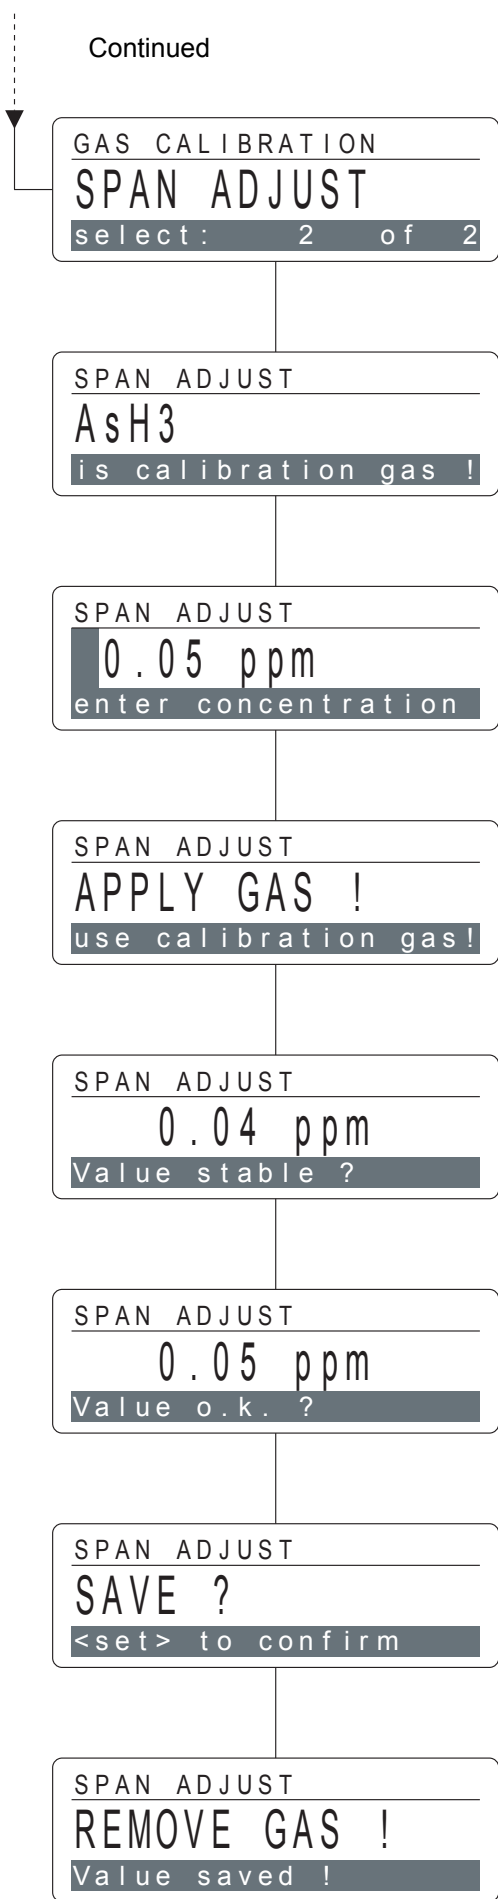 Continued
GAS CALIBRATION
SPAN ADJUST
select: 2 of 2
SPAN ADJUST
AsH3
is calibration gas !
SPAN ADJUST
0.05 ppm
enter concentration
SPAN ADJUST
APPLY GAS !
use calibration gas!
SPAN ADJUST
0.04 ppm
Value stable ?
SPAN ADJUST
0.05 ppm
Value o.k. ?
SPAN ADJUST
SAVE ?
<set> to confirm
SPAN ADJUST
REMOVE GAS !
Value saved !